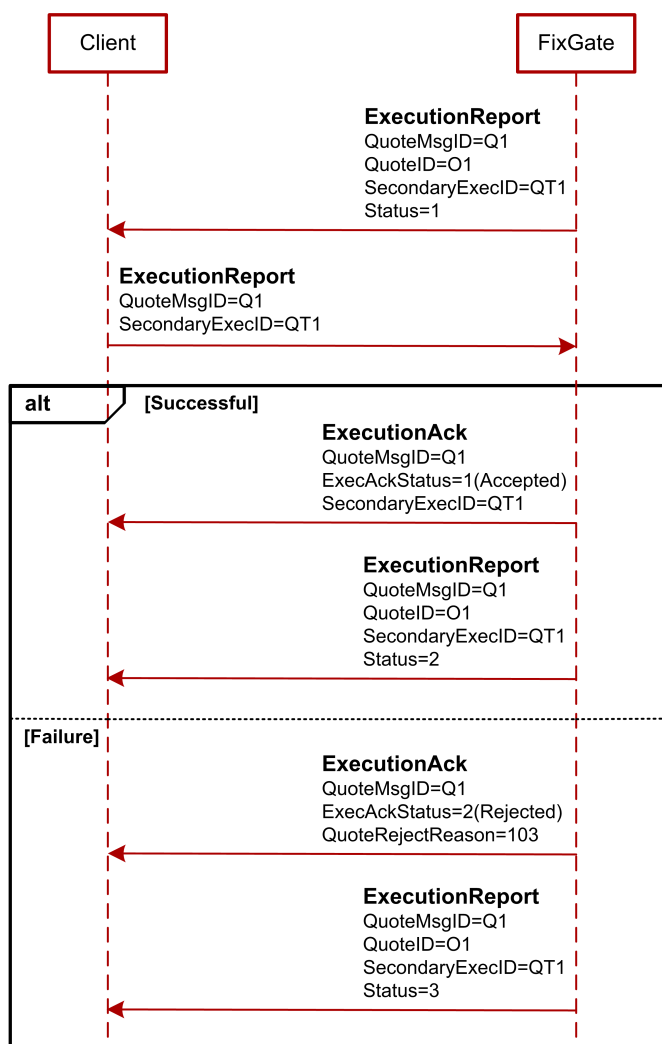 Client
FixGate
ExecutionReport
QuoteMsgID=Q1
QuoteID=O1
SecondaryExecID=QT1
Status=1
ExecutionReport
QuoteMsgID=Q1
SecondaryExecID=QT1
alt
[Successful]
ExecutionAck
QuoteMsgID=Q1
ExecAckStatus=1(Accepted)
SecondaryExecID=QT1
ExecutionReport
QuoteMsgID=Q1
QuoteID=O1
SecondaryExecID=QT1
Status=2
[Failure]
ExecutionAck
QuoteMsgID=Q1
ExecAckStatus=2(Rejected)
QuoteRejectReason=103
ExecutionReport
QuoteMsgID=Q1
QuoteID=O1
SecondaryExecID=QT1
Status=3